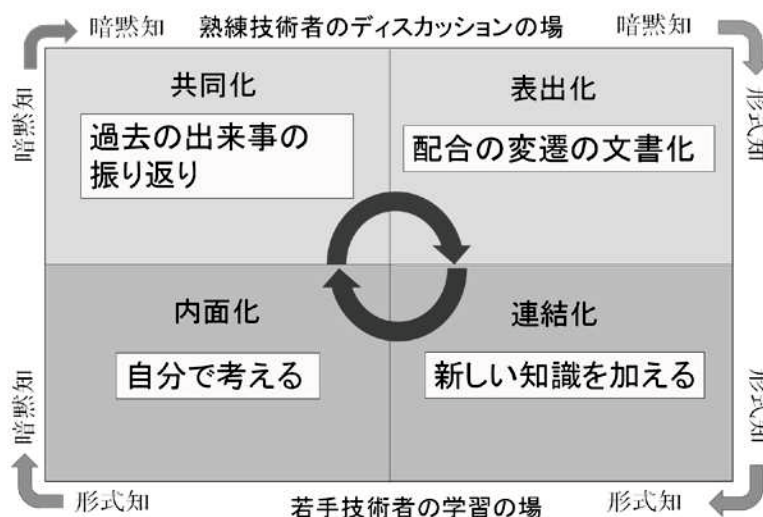 暗黙知 熟練技術者のディスカッションの場 暗黙知
暗黙知
形式知
共同化
過去の出来事の
振り返り
表出化
配合の変遷の文書化
内面化
自分で考える
連結化
新しい知識を加える
暗黙知
形式知
形式知 若手技術者の学習の場 形式知